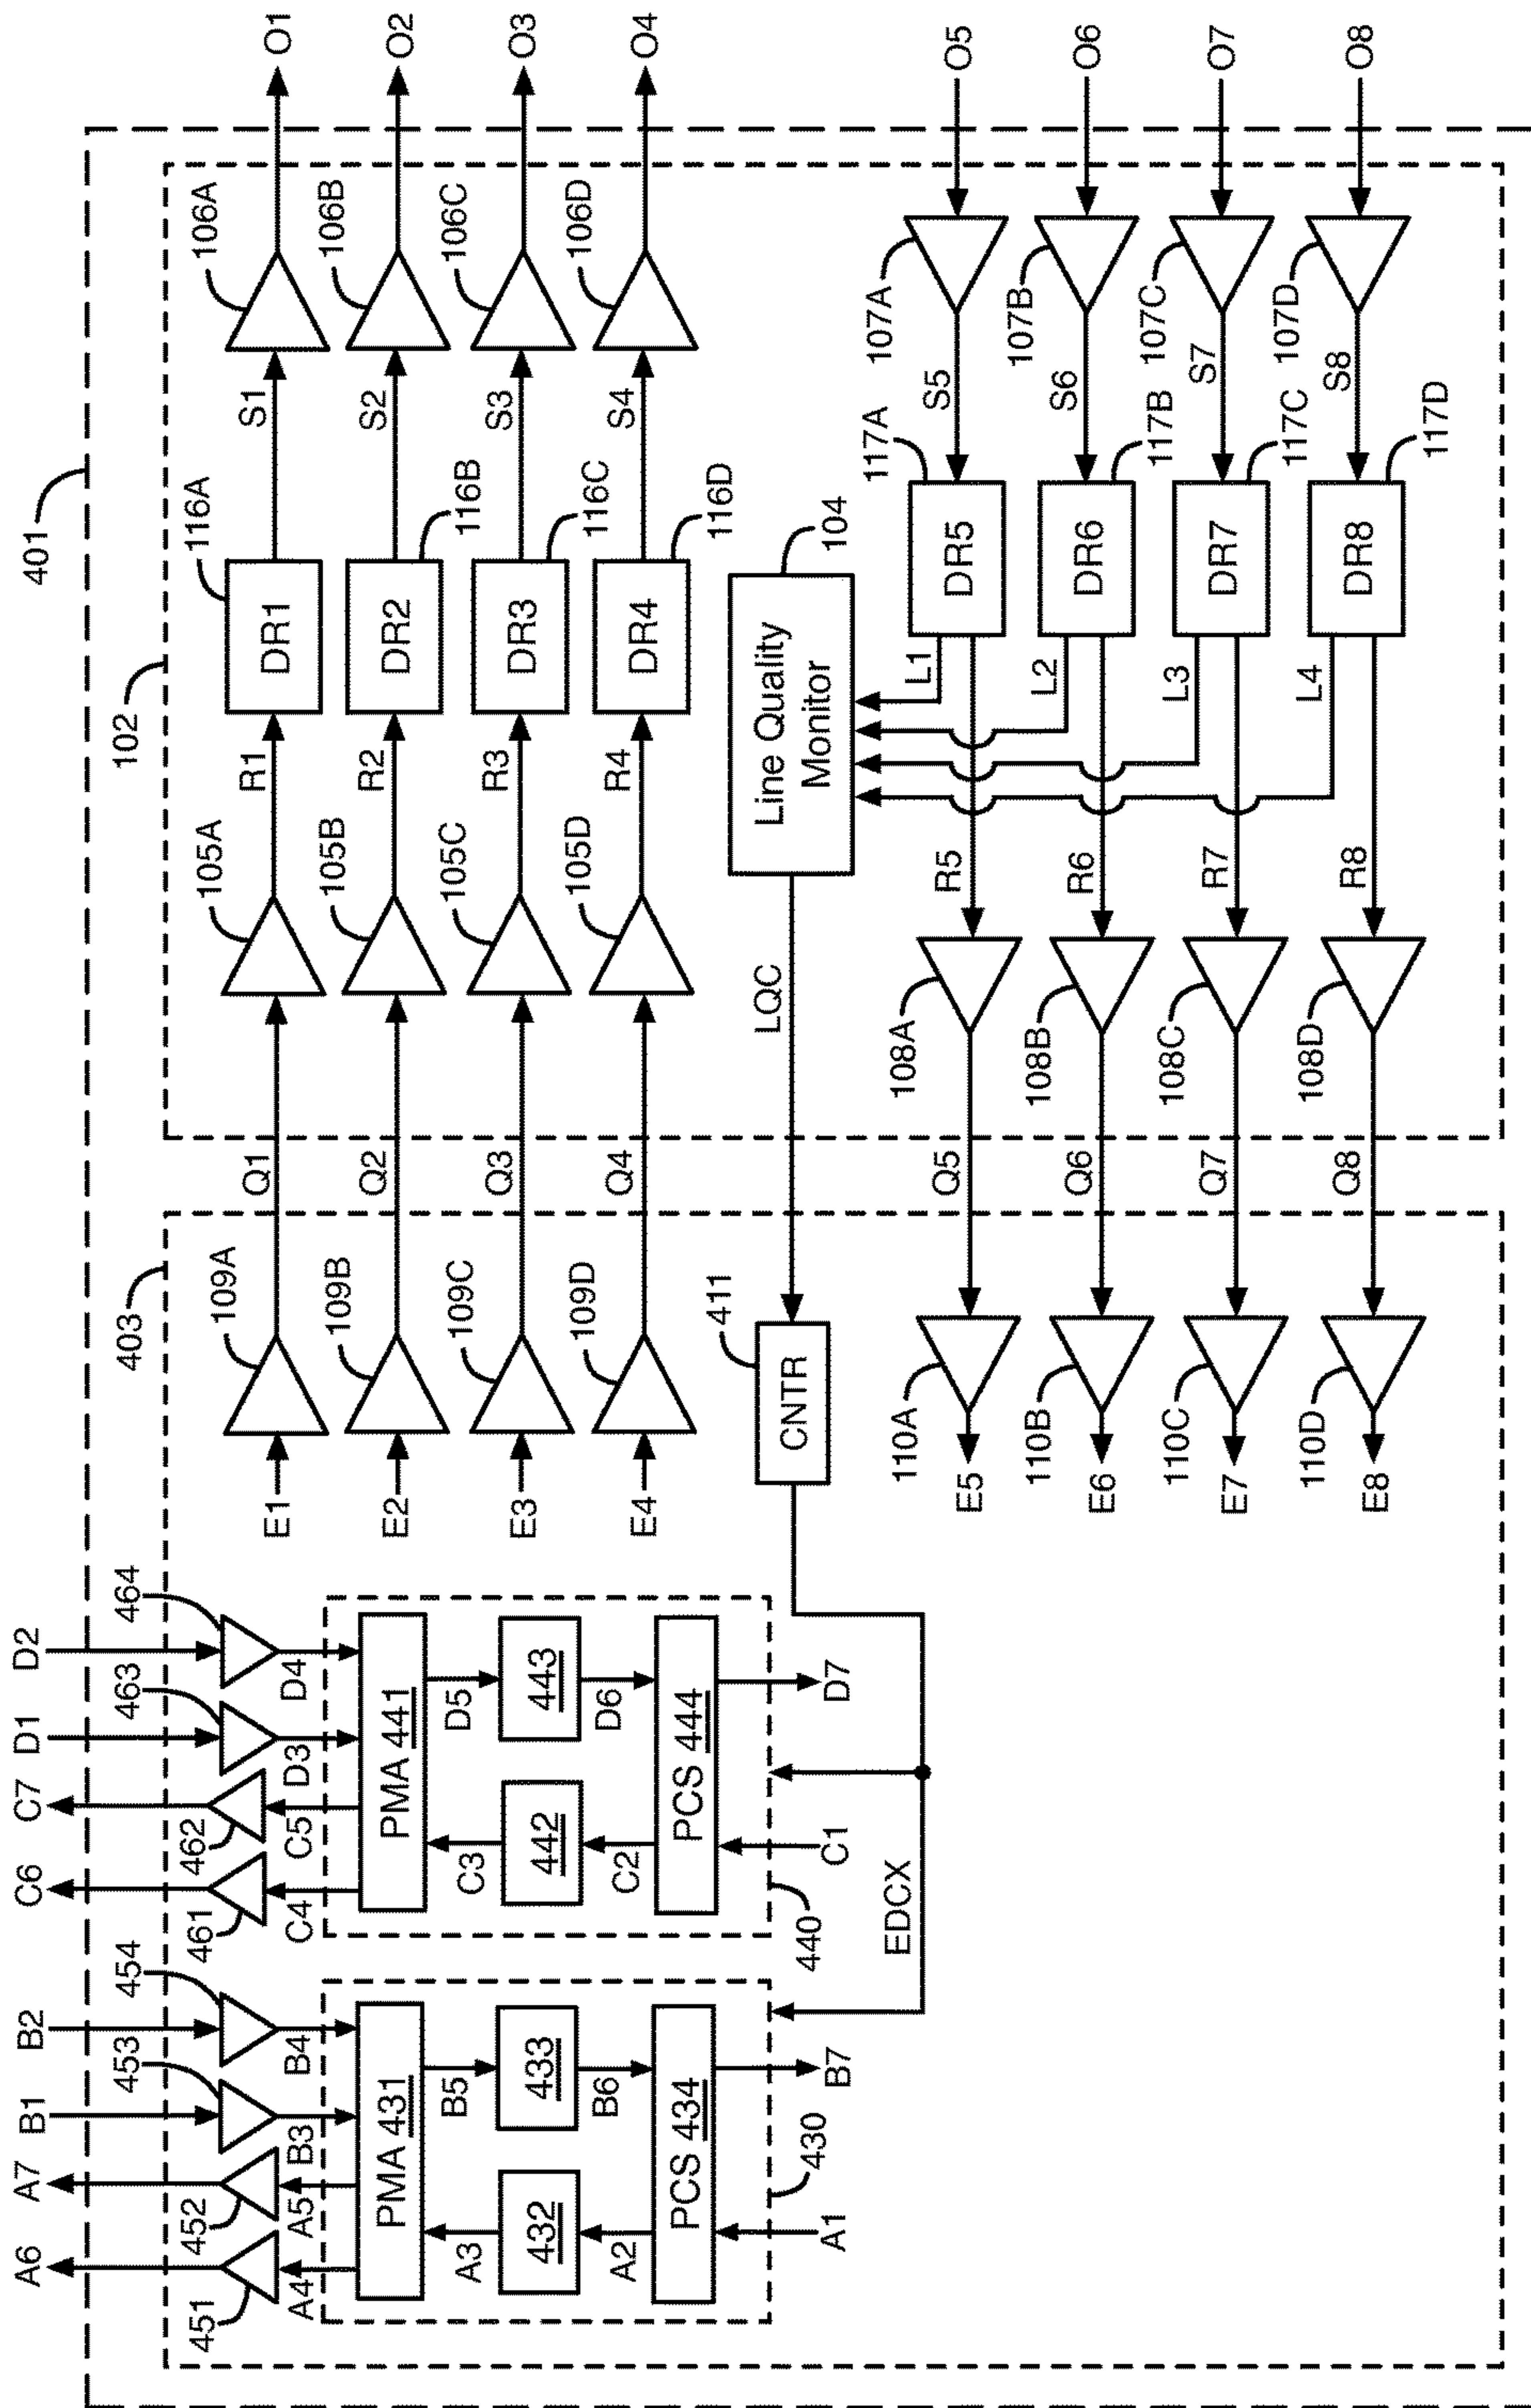 401
102
403
O1
O2
O3
O4
O5
O6
O7
O8
106A
106B
106C
106D
S1
S2
S3
S4
116A
116B
116C
116D
DR1
DR2
DR3
DR4
R1
R2
R3
R4
105A
105B
105C
105D
Q1
Q2
Q3
Q4
109A
109B
109C
109D
E1
E2
E3
E4
104
Line Quality
Monitor
L1
L2
L3
L4
LQC
411
CNTR
EDCX
107A
107B
107C
107D
S5
S6
S7
S8
117A
117B
117C
117D
DR5
DR6
DR7
DR8
R5
R6
R7
R8
108A
108B
108C
108D
Q5
Q6
Q7
Q8
110A
110B
110C
110D
E5
E6
E7
E8
D2
D1
C7
C6
464
463
462
461
D4
D3
C5
C4
PMA 441
D5
C3
443
442
D6
C2
PCS 444
D7
C1
440
B2
B1
A7
A6
454
453
452
451
B4
B3
A5
A4
PMA 431
B5
A3
433
432
B6
A2
PCS 434
B7
A1
430